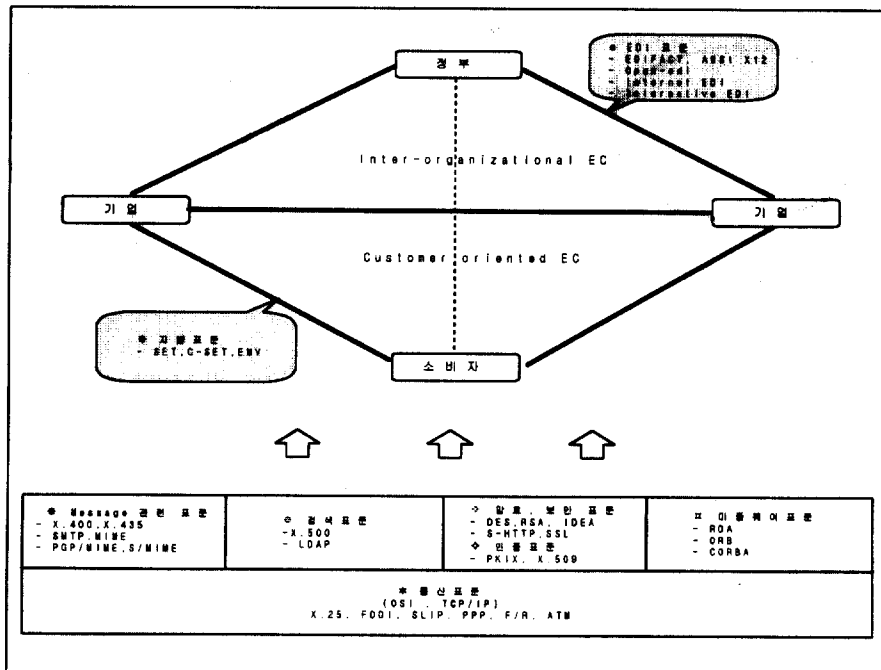 정 부
◉ EDI 표준
- EDIFACT, ANSI X12
- Open-edi
- Internet EDI
- Interactive EDI
Inter-organizational EC
기 업
기 업
Customer oriented EC
◉ 지불표준
- SET,C-SET,EMV
소 비 자
◉ Message 관련 표준
- X.400,X.435
- SMTP,MIME
- PGP/MIME,S/MIME
검색표준
-X.500
- LDAP
암호, 보안 표준
- DES,RSA, IDEA
- S-HTTP,SSL
인증표준
- PKIX, X.509
미들웨어표준
- RDA
- ORB
- CORBA
* 통신표준
(OSI , TCP/IP)
X.25, FDDI, SLIP, PPP, F/R, ATM